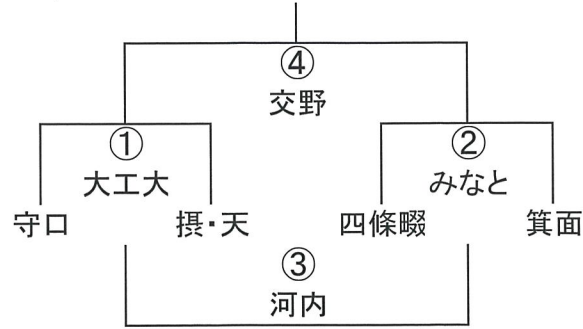 ④
交野
① ②
大工大 みなと
守口 摂・天 四條畷 箕面
③
河内